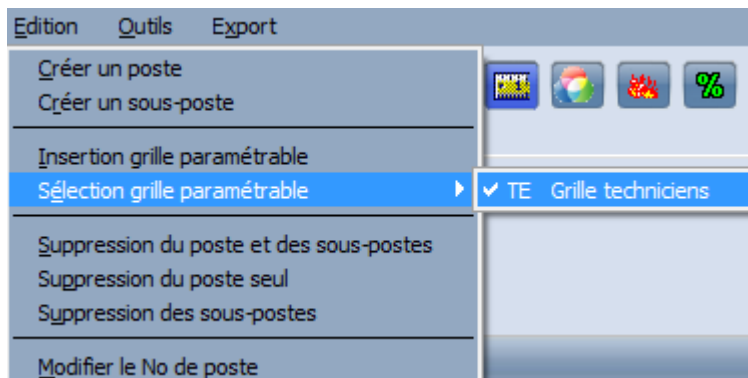 Edition Outils Export
Créer un poste
Créer un sous-poste
Insertion grille paramétrable
Sélection grille paramétrable
TE Grille techniciens
Suppression du poste et des sous-postes
Suppression du poste seul
Suppression des sous-postes
Modifier le No de poste
%